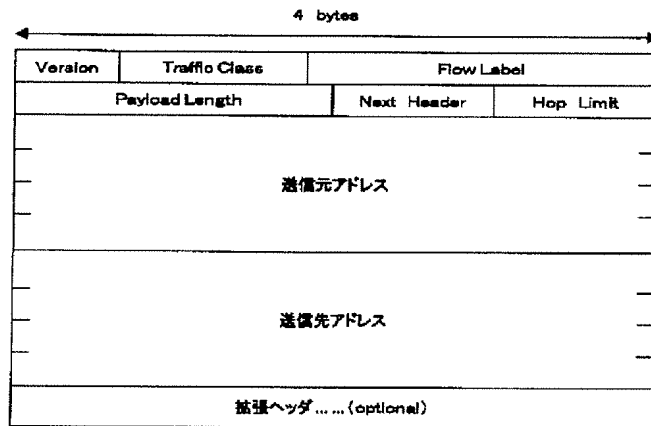 4 bytes
Version Traffic Class Flow Label
Payload Length Next Header Hop Limit
送信元アドレス
送信先アドレス
拡張ヘッダ……(optional)